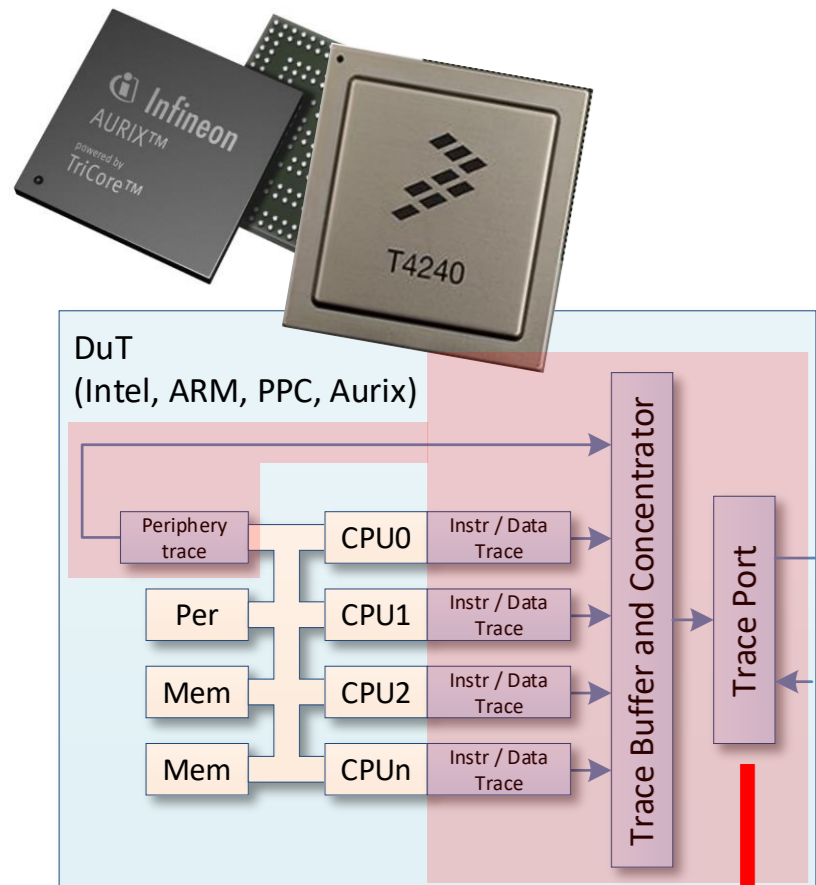 Infineon
AURIX™
powered by
TriCore™
T4240
DuT
(Intel, ARM, PPC, Aurix)
Periphery
trace
CPU0
Instr / Data
Trace
Per
CPU1
Instr / Data
Trace
Mem
CPU2
Instr / Data
Trace
Mem
CPUn
Instr / Data
Trace
Trace Buffer and Concentrator
Trace Port